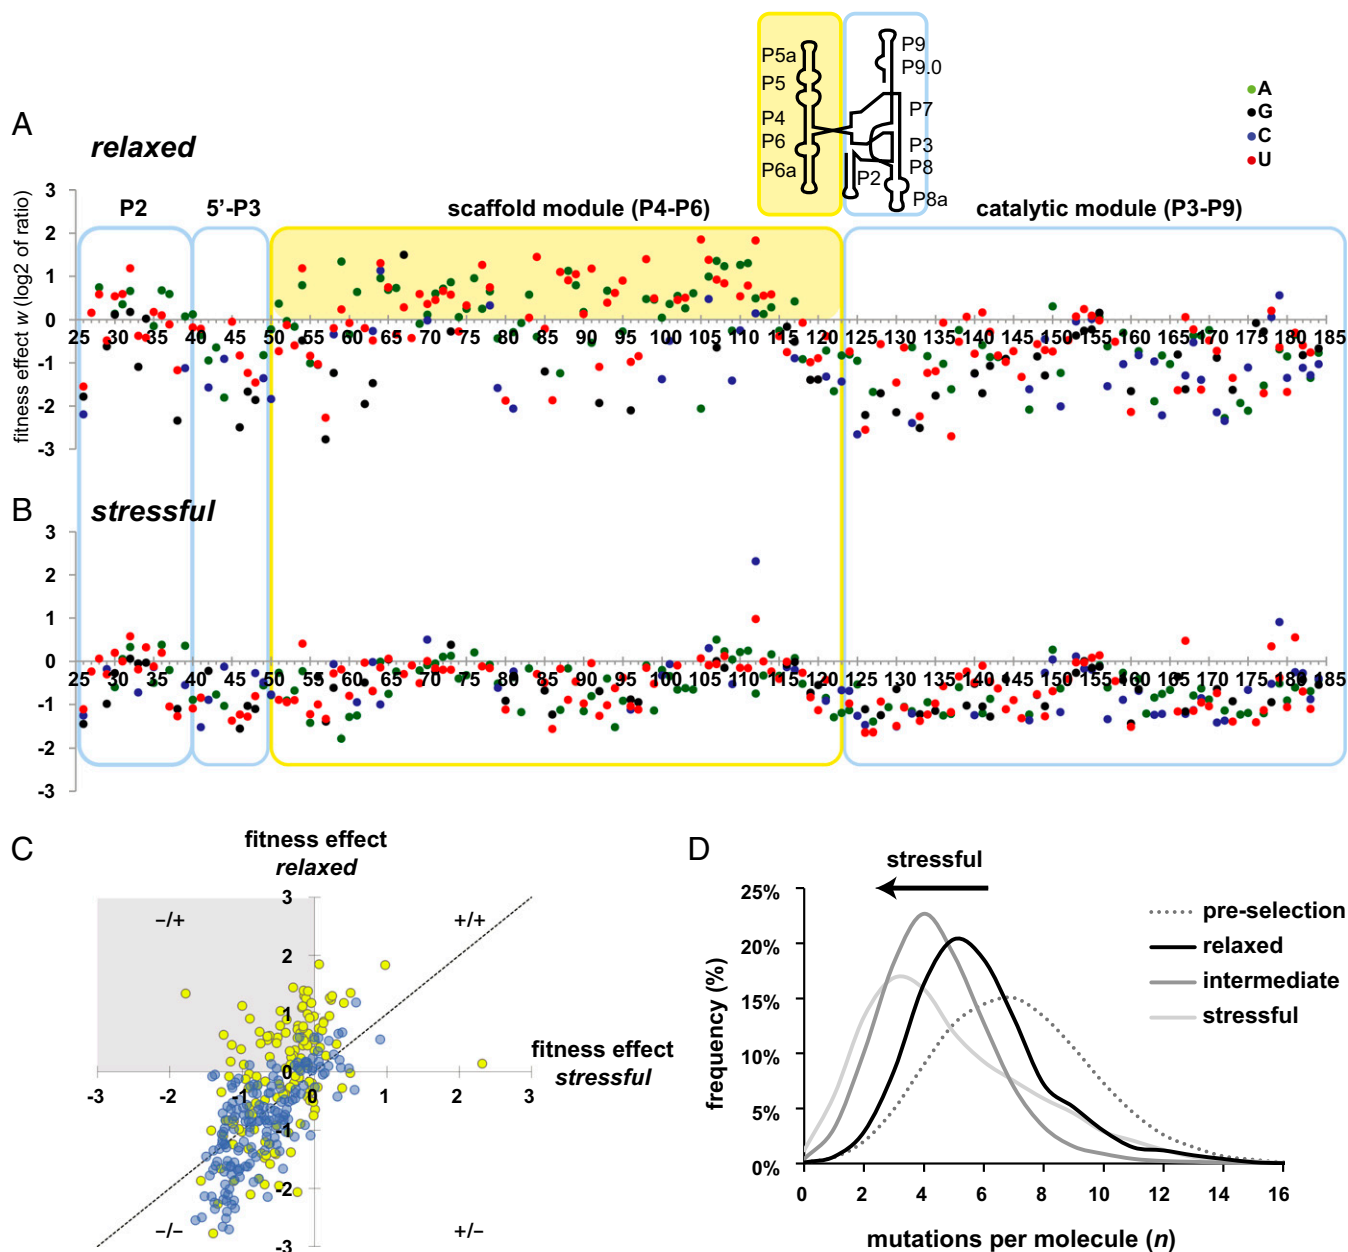 A
relaxed
P5a
P5
P4
P6
P6a
P9
P9.0
P7
P3
P8
P2
P8a
A
G
C
U
fitness effect w (log2 of ratio)
P2
5'-P3
scaffold module (P4-P6)
catalytic module (P3-P9)
3
2
1
0
-1
-2
-3
25 30 35 40 45 50 55 60 65 70 75 80 85 90 95 100 105 110 115 120 125 130 135 140 145 150 155 160 165 170 175 180 185
B
stressful
3
2
1
0
-1
-2
-3
25 30 35 40 45 50 55 60 65 70 75 80 85 90 95 100 105 110 115 120 125 130 135 140 145 150 155 160 165 170 175 180 185
C
fitness effect
relaxed
−/+
+/+
−/−
+/−
fitness effect
stressful
3
2
1
0
-1
-2
-3
-3 -2 -1 0 1 2 3
D
stressful
25%
20%
15%
10%
5%
0%
frequency (%)
pre-selection
relaxed
intermediate
stressful
0 2 4 6 8 10 12 14 16
mutations per molecule (n)